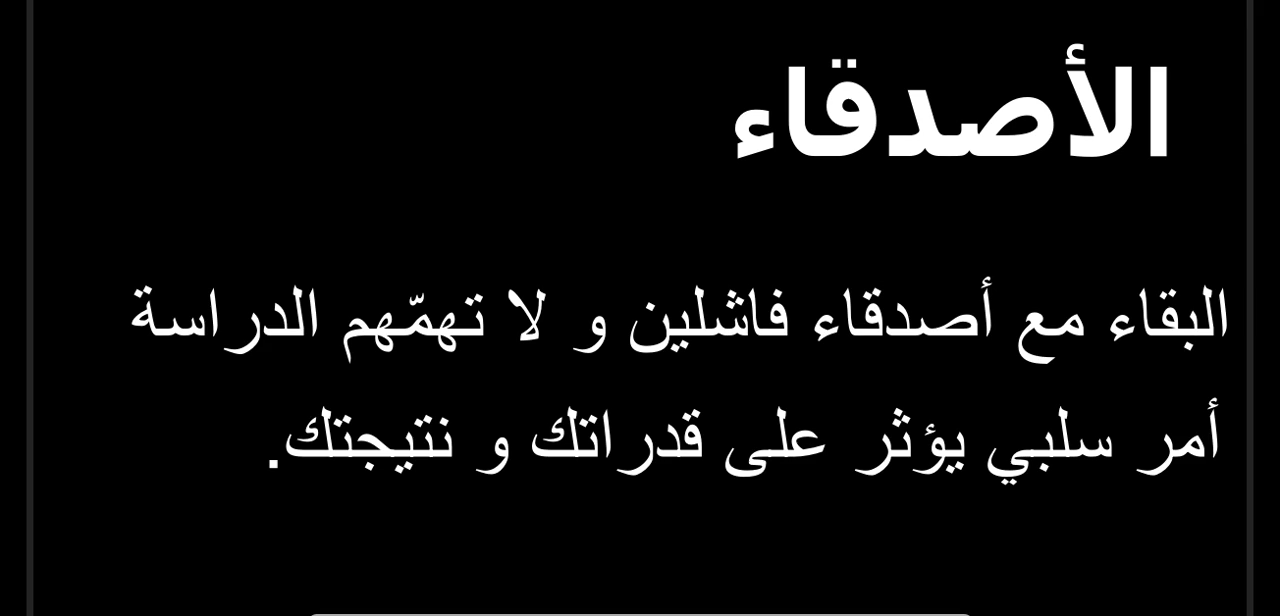 الأصدقاء
البقاء مع أصدقاء فاشلين و لا تهمّهم الدراسة
أمر سلبي يؤثر على قدراتك و نتيجتك.